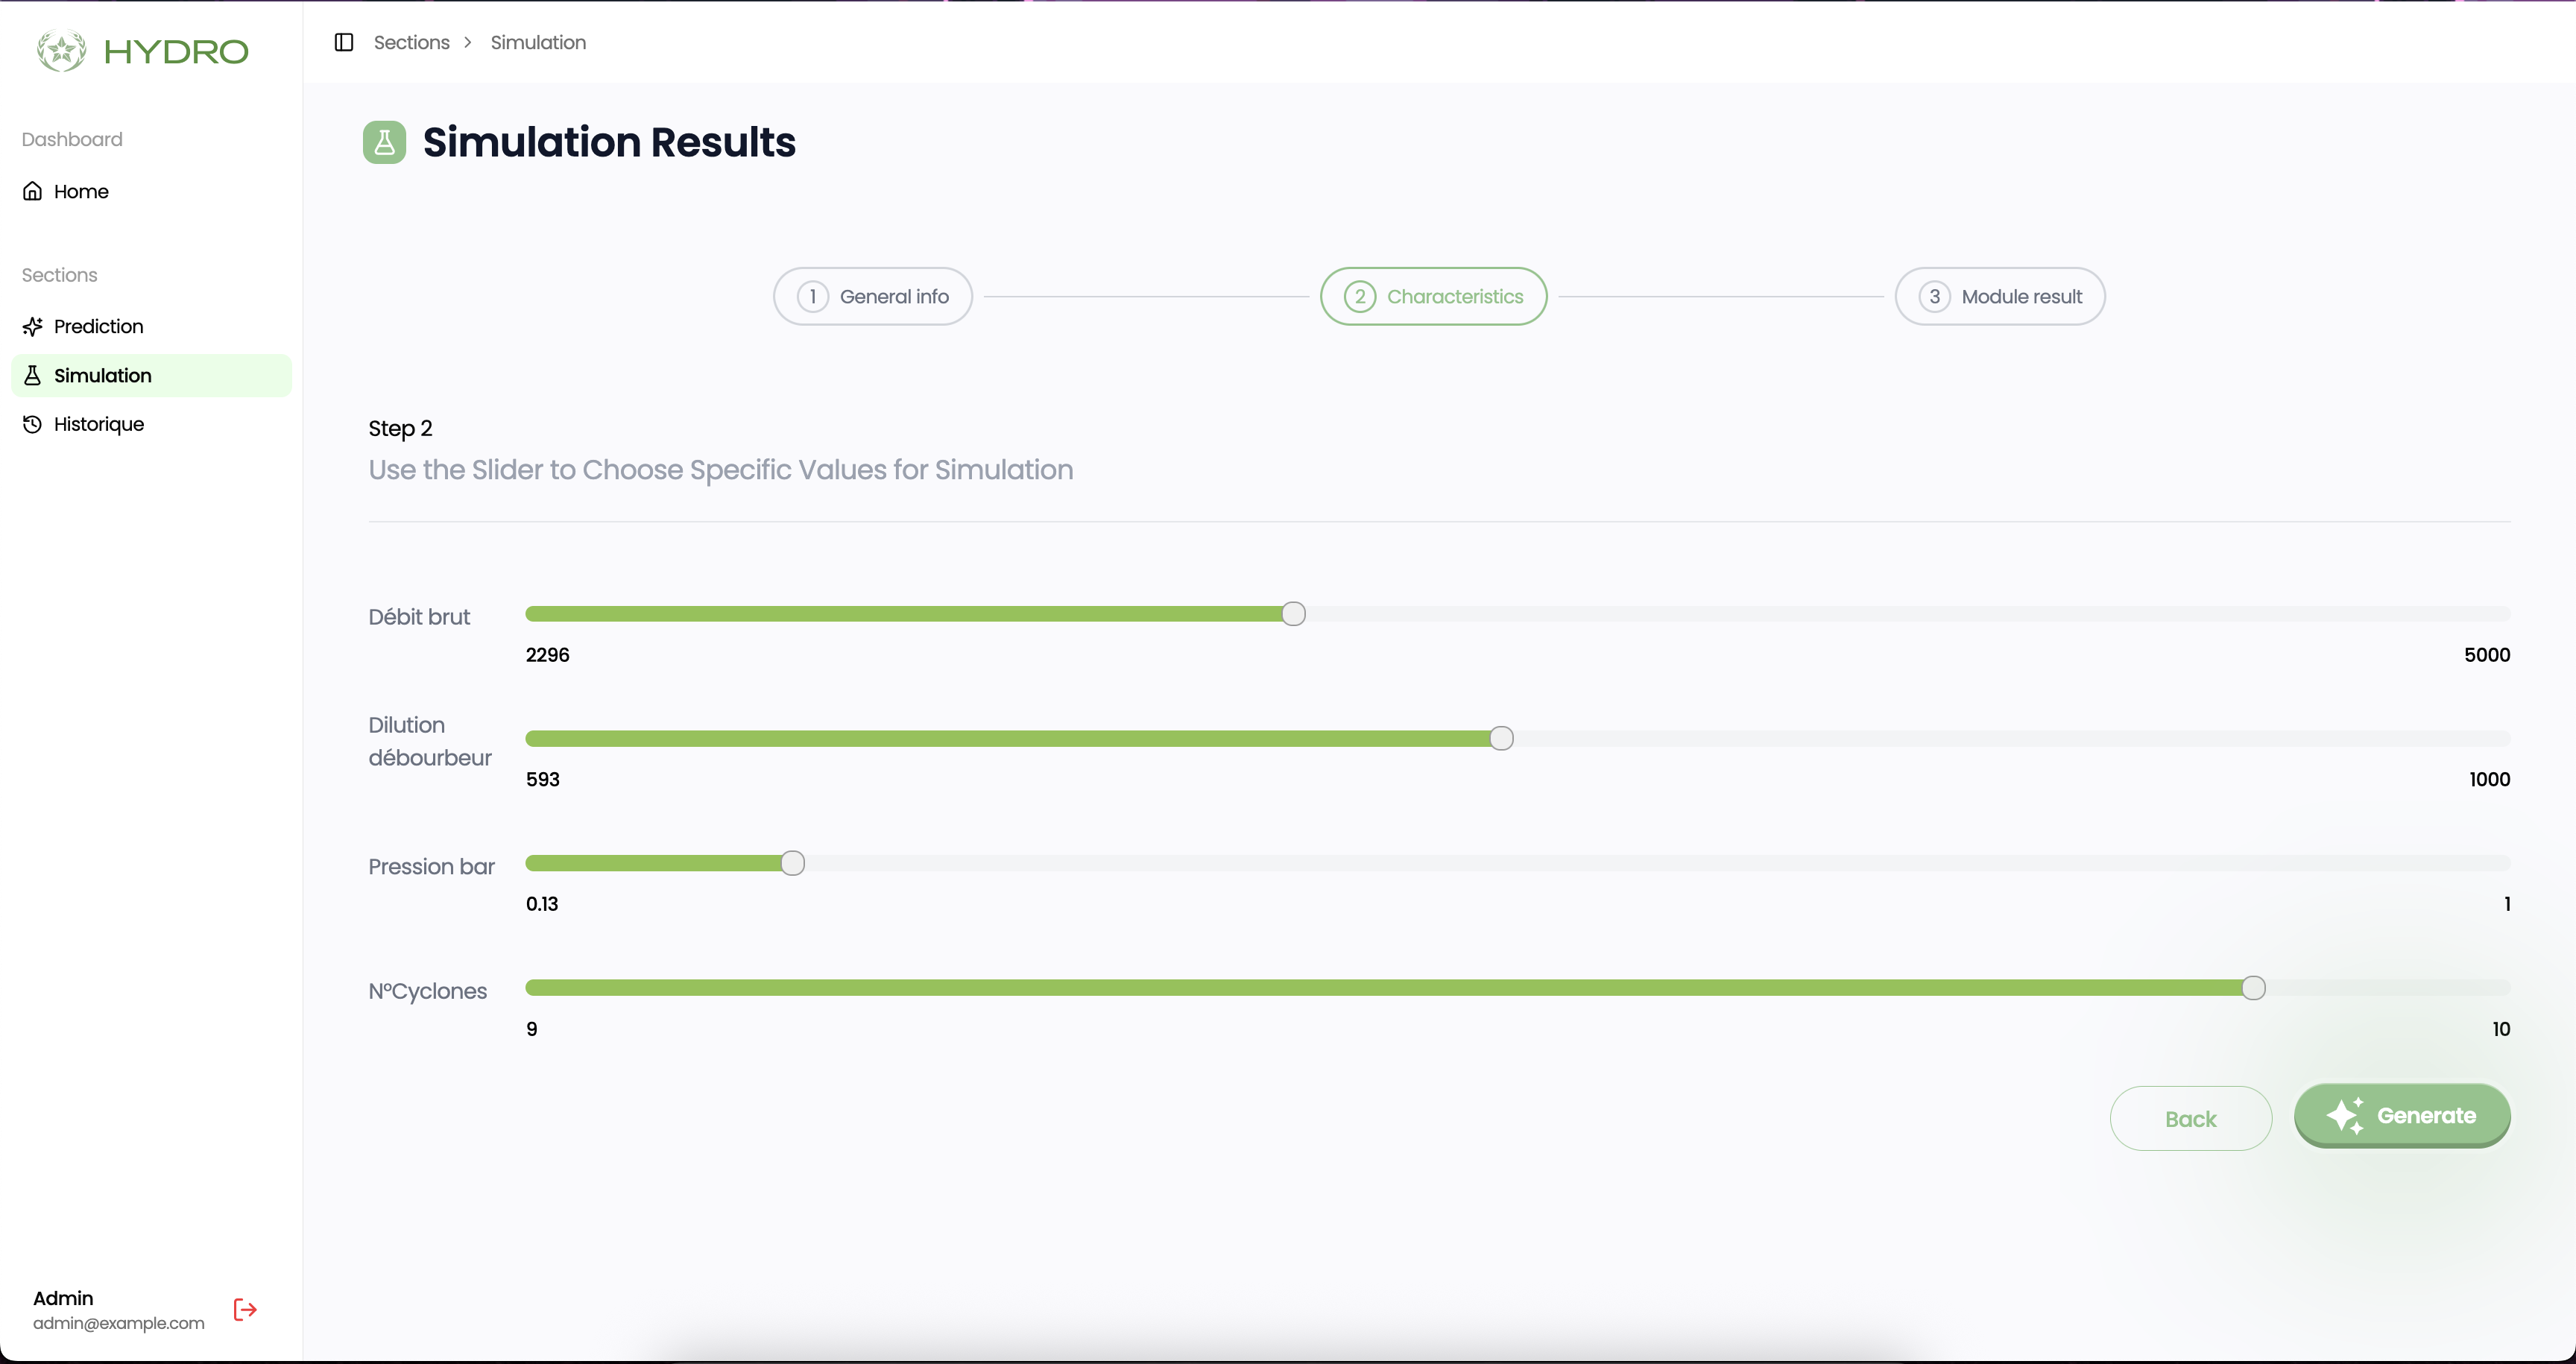 HYDRO
Dashboard
Home
Sections
Prediction
Simulation
Historique
Admin
admin@example.com
Sections > Simulation
Simulation Results
1 General info
2 Characteristics
3 Module result
Step 2
Use the Slider to Choose Specific Values for Simulation
Débit brut
2296 5000
Dilution
débourbeur
593 1000
Pression bar
0.13 1
N°Cyclones
9 10
Back
Generate